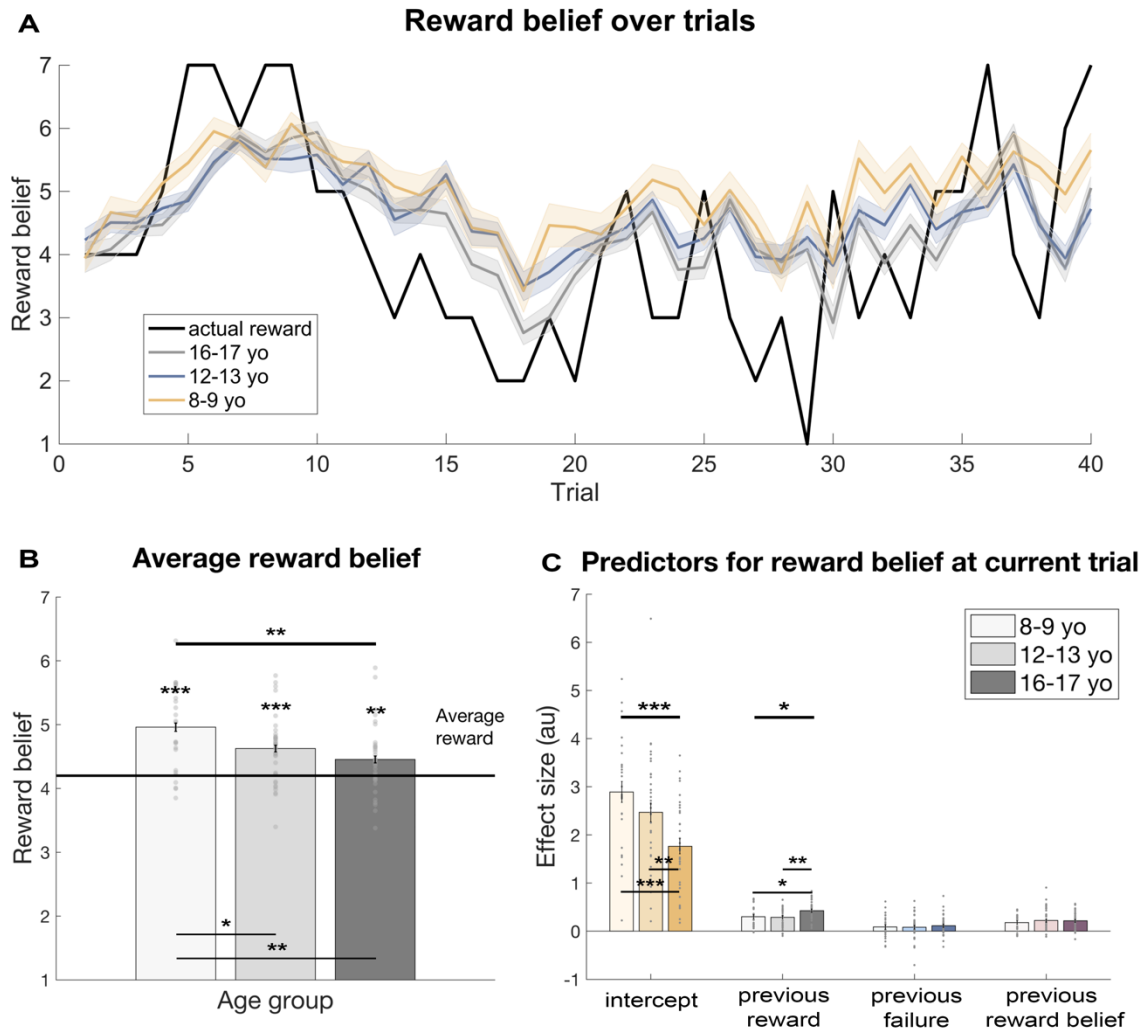 A
Reward belief over trials
7
6
5
4
3
2
1
Reward belief
actual reward
16-17 yo
12-13 yo
8-9 yo
0
5
10
15
20
25
30
35
40
Trial
B
Average reward belief
7
6
5
4
3
2
1
Reward belief
**
***
***
**
Average
reward
*
**
Age group
C
Predictors for reward belief at current trial
8-9 yo
12-13 yo
16-17 yo
7
6
5
4
3
2
1
0
-1
Effect size (au)
***
*
**
***
**
*
intercept
previous
reward
previous
failure
previous
reward belief